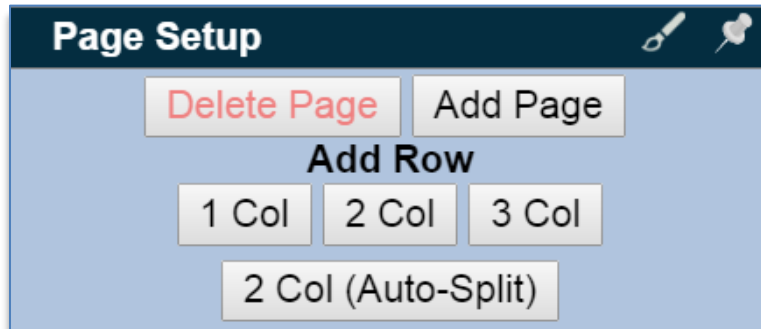 Page Setup
Delete Page Add Page
Add Row
1 Col 2 Col 3 Col
2 Col (Auto-Split)